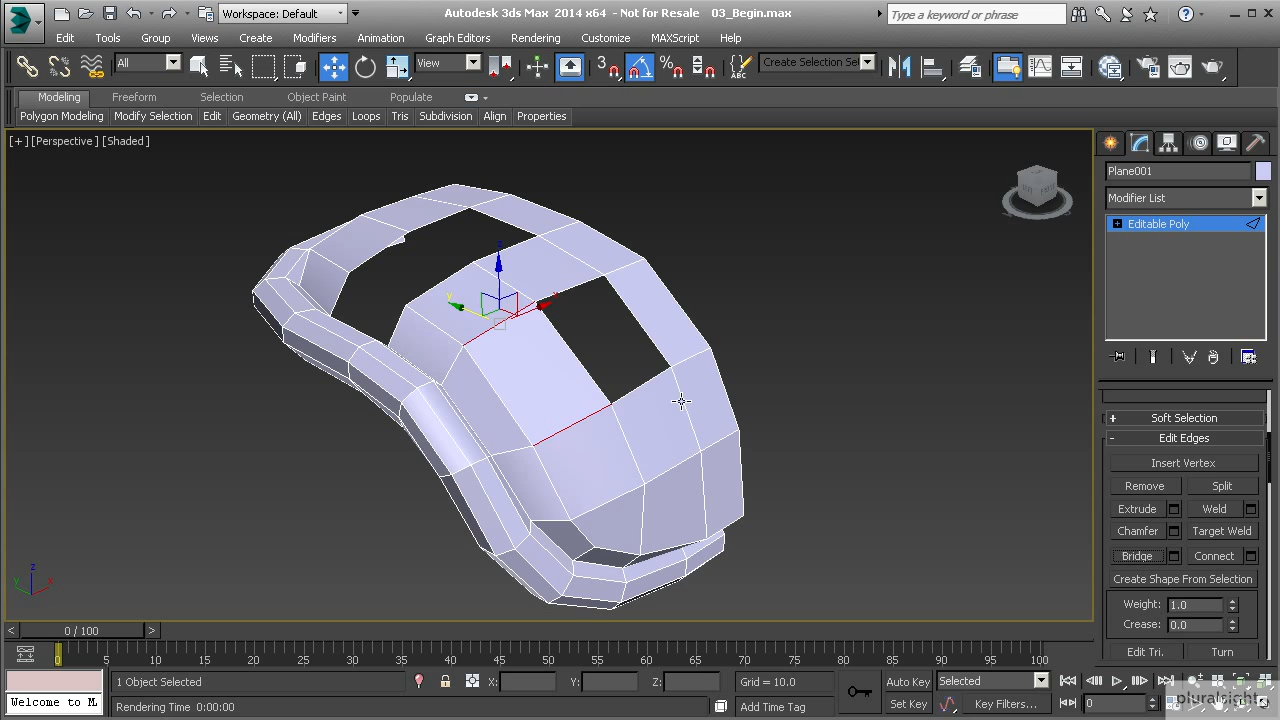 Workspace: Default
Autodesk 3ds Max 2014 x64 - Not for Resale 03_Begin.max
Type a keyword or phrase
Edit Tools Group Views Create Modifiers Animation Graph Editors Rendering Customize MAXScript Help
All View 3 Create Selection Se
Modeling Freeform Selection Object Paint Populate
Polygon Modeling Modify Selection Edit Geometry (All) Edges Loops Tris Subdivision Align Properties
[+] [Perspective] [Shaded]
Plane001
Modifier List
Editable Poly
+ Soft Selection
- Edit Edges
Insert Vertex
Remove Split
Extrude Weld
Chamfer Target Weld
Bridge Connect
Create Shape From Selection
Weight: 1.0
Crease: 0.0
Edit Tri. Turn
z
y x
z
y x
< 0 / 100 >
0 5 10 15 20 25 30 35 40 45 50 55 60 65 70 75 80 85 90 95 100
1 Object Selected X: Y: Z: Grid = 10.0 Auto Key Selected
Welcome to M
Rendering Time 0:00:00 Add Time Tag Set Key Key Filters... 0
pluralsight